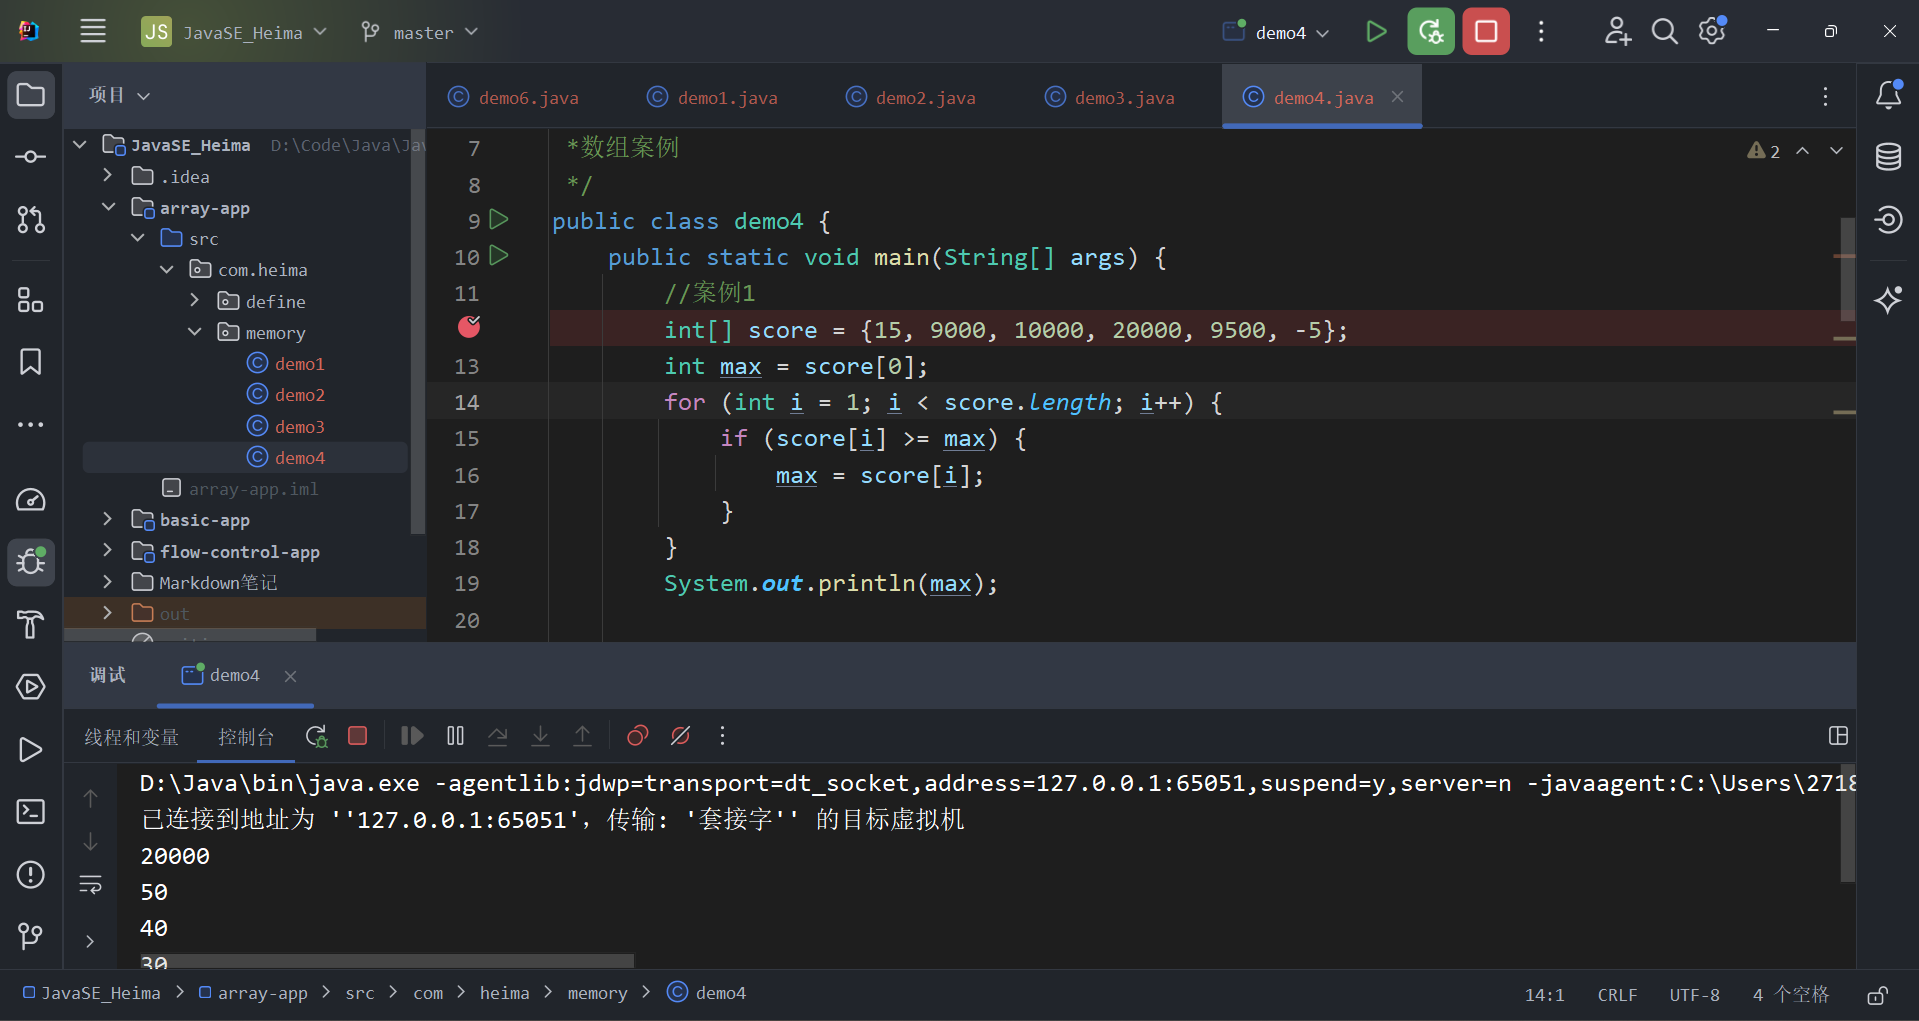 JS JavaSE_Heima master demo4
项目
demo6.java demo1.java demo2.java demo3.java demo4.java
JavaSE_Heima D:\Code\Java\Jav
.idea
array-app
src
com.heima
define
memory
demo1
demo2
demo3
demo4
array-app.iml
basic-app
flow-control-app
Markdown笔记
out
2
7 *数组案例
8 */
9 public class demo4 {
10 public static void main(String[] args) {
11 //案例1
int[] score = {15, 9000, 10000, 20000, 9500, -5};
13 int max = score[0];
14 for (int i = 1; i < score.length; i++) {
15 if (score[i] >= max) {
16 max = score[i];
17 }
18 }
19 System.out.println(max);
20
调试 demo4
线程和变量 控制台
D:\Java\bin\java.exe -agentlib:jdwp=transport=dt_socket,address=127.0.0.1:65051,suspend=y,server=n -javaagent:C:\Users\2718
已连接到地址为 ''127.0.0.1:65051', 传输: '套接字'' 的目标虚拟机
20000
50
40
30
JavaSE_Heima > array-app > src > com > heima > memory > demo4 14:1 CRLF UTF-8 4 个空格